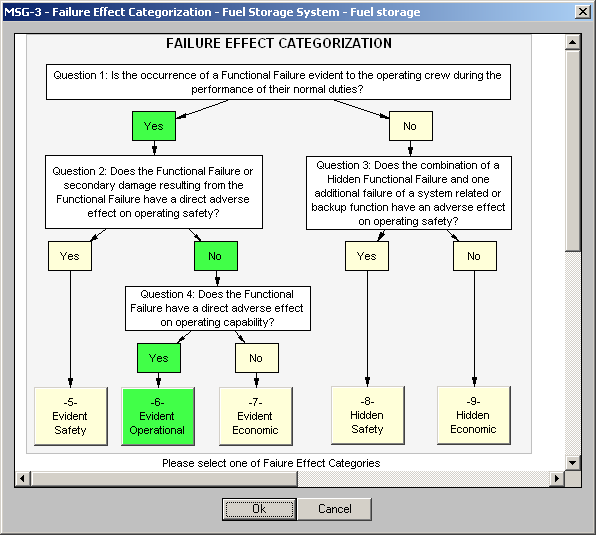 MSG-3 - Failure Effect Categorization - Fuel Storage System - Fuel storage
FAILURE EFFECT CATEGORIZATION
Question 1: Is the occurrence of a Functional Failure evident to the operating crew during the
performance of their normal duties?
Yes
No
Question 2: Does the Functional Failure or
secondary damage resulting from the
Functional Failure have a direct adverse
effect on operating safety?
Question 3: Does the combination of a
Hidden Functional Failure and one
additional failure of a system related or
backup function have an adverse effect
on operating safety?
Yes
No
Yes
No
Question 4: Does the Functional
Failure have a direct adverse effect
on operating capability?
Yes
No
-5-
Evident
Safety
-6-
Evident
Operational
-7-
Evident
Economic
-8-
Hidden
Safety
-9-
Hidden
Economic
Please select one of Faiure Effect Categories
Ok
Cancel